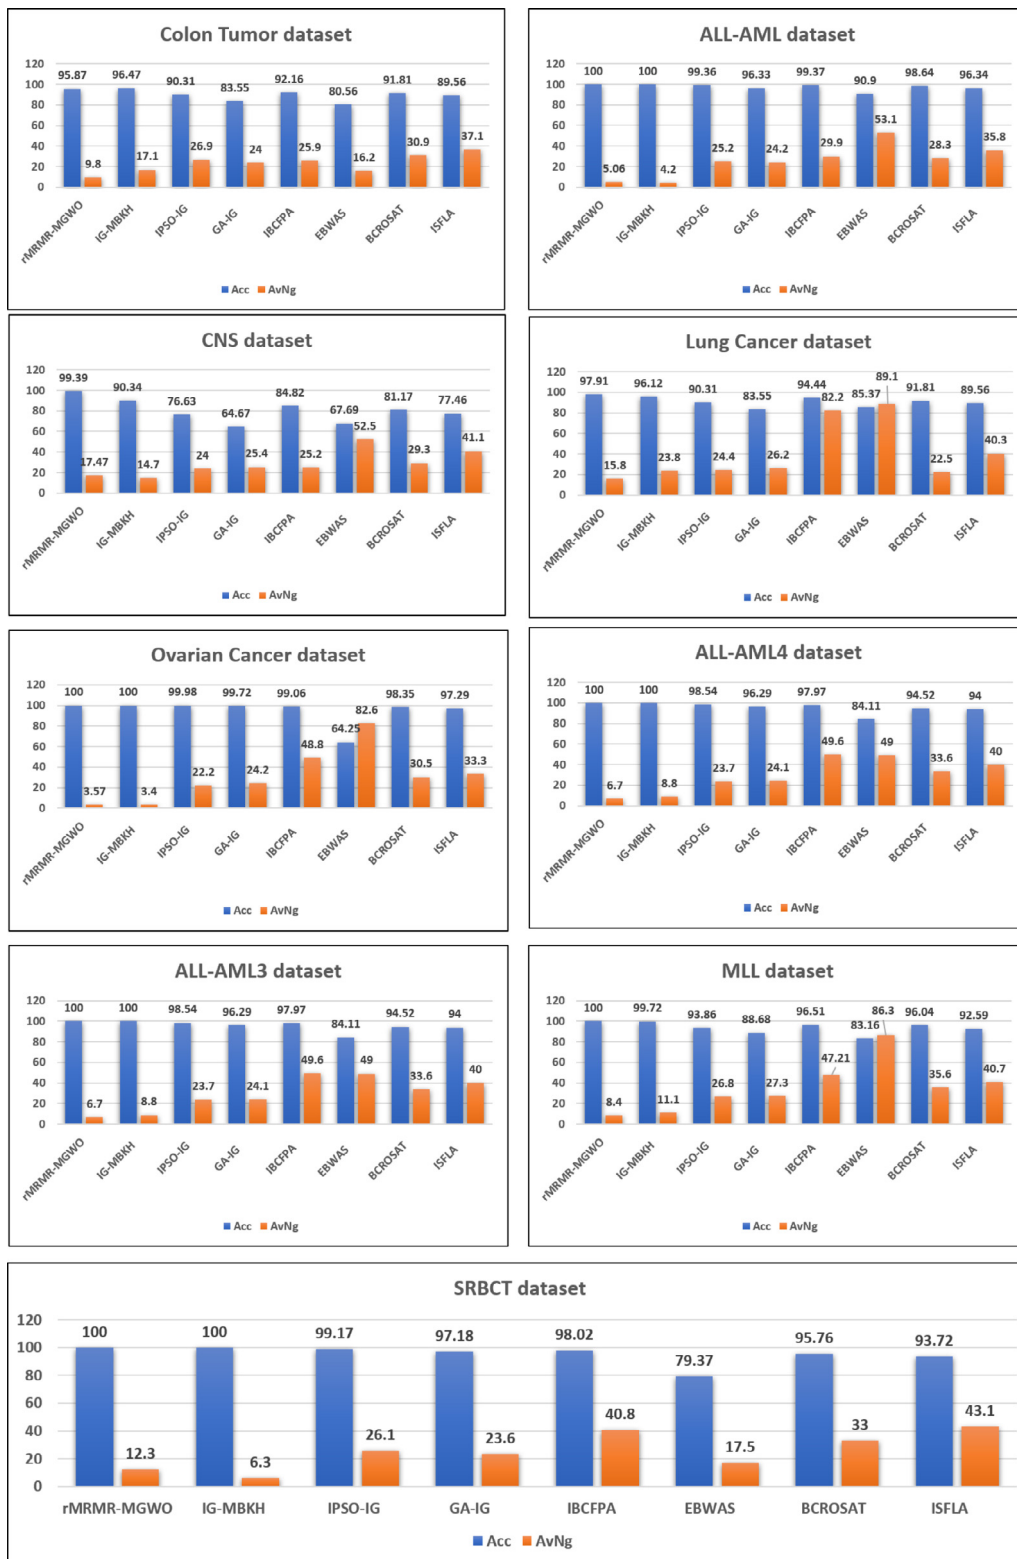 Colon Tumor dataset
120
100
80
60
40
20
0
95.87 96.47 90.31 83.55 92.16 80.56 91.81 89.56
9.8 17.1 26.9 24 25.9 16.2 30.9 37.1
rMRMR-MGWO IG-MBKH IPSO-IG GA-IG IBCFPA EBWAS BCROSAT ISFLA
Acc AvNg
ALL-AML dataset
120
100
80
60
40
20
0
100 100 99.36 96.33 99.37 90.9 98.64 96.34
5.06 4.2 25.2 24.2 29.9 53.1 28.3 35.8
rMRMR-MGWO IG-MBKH IPSO-IG GA-IG IBCFPA EBWAS BCROSAT ISFLA
Acc AvNg
CNS dataset
120
100
80
60
40
20
0
99.39 90.34 76.63 64.67 84.82 67.69 81.17 77.46
17.47 14.7 24 25.4 25.2 52.5 29.3 41.1
rMRMR-MGWO IG-MBKH IPSO-IG GA-IG IBCFPA EBWAS BCROSAT ISFLA
Acc AvNg
Lung Cancer dataset
120
100
80
60
40
20
0
97.91 96.12 90.31 83.55 94.44 85.37 91.81 89.56
15.8 23.8 24.4 26.2 82.2 89.1 22.5 40.3
rMRMR-MGWO IG-MBKH IPSO-IG GA-IG IBCFPA EBWAS BCROSAT ISFLA
Acc AvNg
Ovarian Cancer dataset
120
100
80
60
40
20
0
100 100 99.98 99.72 99.06 64.25 98.35 97.29
3.57 3.4 22.2 24.2 48.8 82.6 30.5 33.3
rMRMR-MGWO IG-MBKH IPSO-IG GA-IG IBCFPA EBWAS BCROSAT ISFLA
Acc AvNg
ALL-AML4 dataset
120
100
80
60
40
20
0
100 100 98.54 96.29 97.97 84.11 94.52 94
6.7 8.8 23.7 24.1 49.6 49 33.6 40
rMRMR-MGWO IG-MBKH IPSO-IG GA-IG IBCFPA EBWAS BCROSAT ISFLA
Acc AvNg
ALL-AML3 dataset
120
100
80
60
40
20
0
100 100 98.54 96.29 97.97 84.11 94.52 94
6.7 8.8 23.7 24.1 49.6 49 33.6 40
rMRMR-MGWO IG-MBKH IPSO-IG GA-IG IBCFPA EBWAS BCROSAT ISFLA
Acc AvNg
MLL dataset
120
100
80
60
40
20
0
100 99.72 93.86 88.68 96.51 83.16 96.04 92.59
8.4 11.1 26.8 27.3 47.21 86.3 35.6 40.7
rMRMR-MGWO IG-MBKH IPSO-IG GA-IG IBCFPA EBWAS BCROSAT ISFLA
Acc AvNg
SRBCT dataset
120
100
80
60
40
20
0
100 100 99.17 97.18 98.02 79.37 95.76 93.72
12.3 6.3 26.1 23.6 40.8 17.5 33 43.1
rMRMR-MGWO IG-MBKH IPSO-IG GA-IG IBCFPA EBWAS BCROSAT ISFLA
Acc AvNg